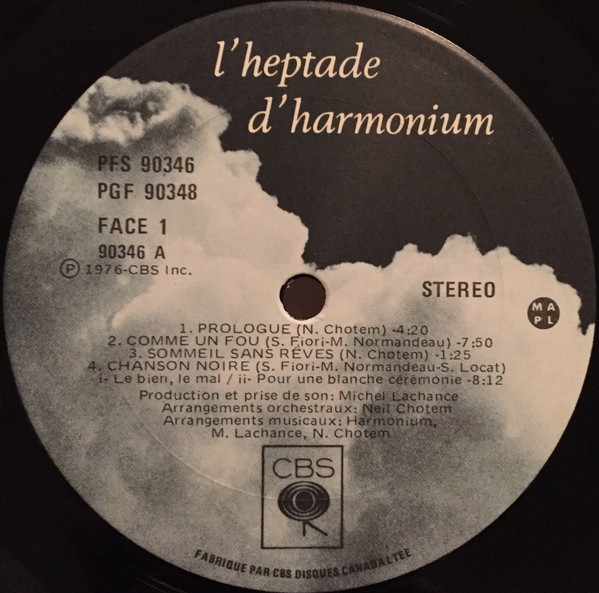 l'heptade
d'harmonium
PFS 90346
PGF 90348
FACE 1
90346 A
Ⓟ 1976-CBS Inc.
STEREO
M A
P L
1. PROLOGUE (N. Chotem) -4:20
2. COMME UN FOU (S. Fiori-M. Normandeau) -7:50
3. SOMMEIL SANS RÊVES (N. Chotem) -1:25
4. CHANSON NOIRE (S. Fiori-M. Normandeau-S. Locat)
i- Le bien, le mal / ii- Pour une blanche cérémonie -8:12
Production et prise de son: Michel Lachance
Arrangements orchestraux: Neil Chotem
Arrangements musicaux: Harmonium,
M. Lachance, N. Chotem
CBS
FABRIQUE PAR CBS DISQUES CANADA LTEE